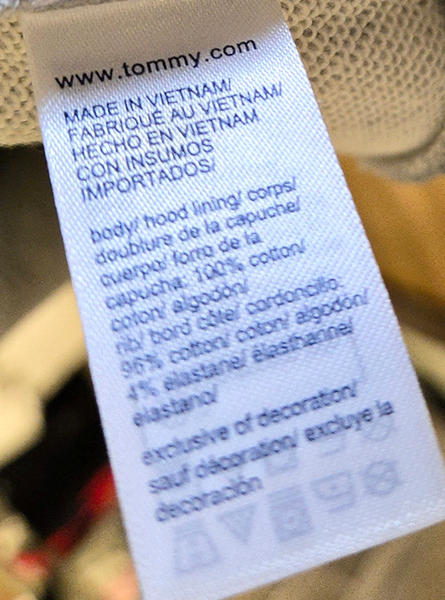 www.tommy.com
MADE IN VIETNAM/
FABRIQUÉ AU VIETNAM/
HECHO EN VIETNAM
CON INSUMOS
IMPORTADOS/
body/ hood lining/ corps/
doublure de la capuche/
cuerpo/ forro de la
capucha: 100% cotton/
coton/ algodón/
rib/ bord côte/ cordoncillo:
96% cotton/ coton/ algodón/
4% elastane/ élasthanne/
elastano/
exclusive of decoration/
sauf décoration/ excluye la
decoración